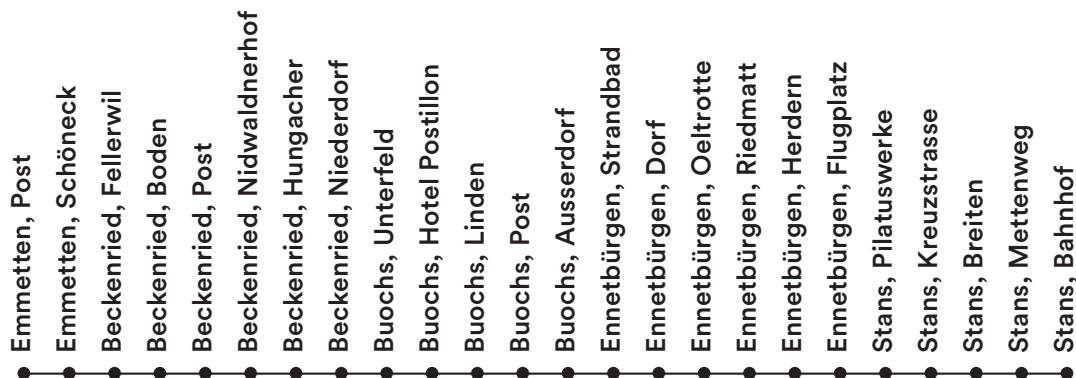 Emmetten, Post
Emmetten, Schöneck
Beckenried, Fellerwil
Beckenried, Boden
Beckenried, Post
Beckenried, Nidwaldnerhof
Beckenried, Hungacher
Beckenried, Niederdorf
Buochs, Unterfeld
Buochs, Hotel Postillon
Buochs, Linden
Buochs, Post
Buochs, Ausserdorf
Ennetbürgen, Strandbad
Ennetbürgen, Dorf
Ennetbürgen, Oeltrotte
Ennetbürgen, Riedmatt
Ennetbürgen, Herdern
Ennetbürgen, Flugplatz
Stans, Pilatuswerke
Stans, Kreuzstrasse
Stans, Breiten
Stans, Mettenweg
Stans, Bahnhof